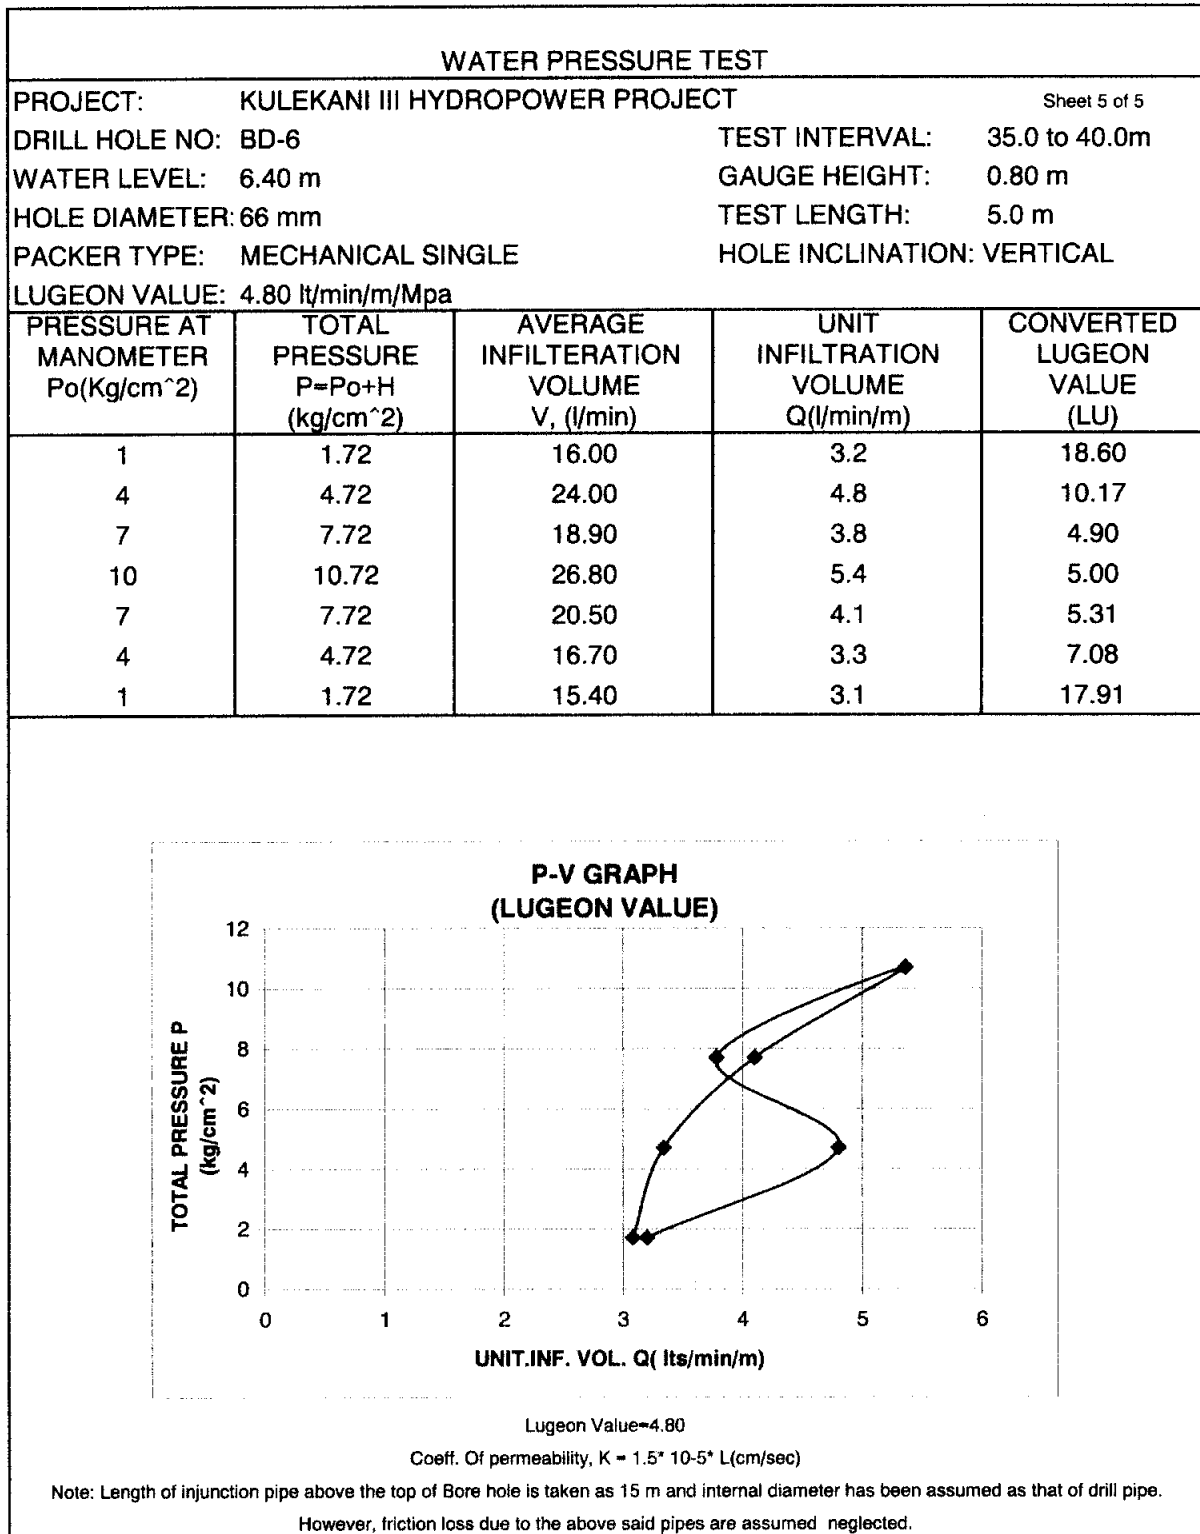 WATER PRESSURE TEST
PROJECT: KULEKANI III HYDROPOWER PROJECT Sheet 5 of 5
DRILL HOLE NO: BD-6 TEST INTERVAL: 35.0 to 40.0m
WATER LEVEL: 6.40 m GAUGE HEIGHT: 0.80 m
HOLE DIAMETER: 66 mm TEST LENGTH: 5.0 m
PACKER TYPE: MECHANICAL SINGLE HOLE INCLINATION: VERTICAL
LUGEON VALUE: 4.80 lt/min/m/Mpa
PRESSURE AT TOTAL AVERAGE UNIT CONVERTED
MANOMETER PRESSURE INFILTERATION INFILTRATION LUGEON
Po(Kg/cm^2) P=Po+H VOLUME VOLUME VALUE
(kg/cm^2) V, (l/min) Q(l/min/m) (LU)
1 1.72 16.00 3.2 18.60
4 4.72 24.00 4.8 10.17
7 7.72 18.90 3.8 4.90
10 10.72 26.80 5.4 5.00
7 7.72 20.50 4.1 5.31
4 4.72 16.70 3.3 7.08
1 1.72 15.40 3.1 17.91
P-V GRAPH
(LUGEON VALUE)
TOTAL PRESSURE P
(kg/cm^2)
12
10
8
6
4
2
0
0 1 2 3 4 5 6
UNIT.INF. VOL. Q( lts/min/m)
Lugeon Value=4.80
Coeff. Of permeability, K = 1.5* 10-5* L(cm/sec)
Note: Length of injunction pipe above the top of Bore hole is taken as 15 m and internal diameter has been assumed as that of drill pipe.
However, friction loss due to the above said pipes are assumed neglected.